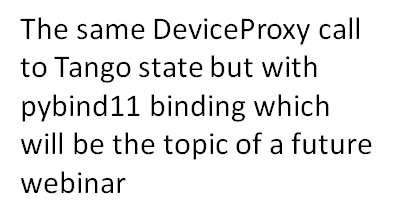 The same DeviceProxy call
to Tango state but with
pybind11 binding which
will be the topic of a future
webinar